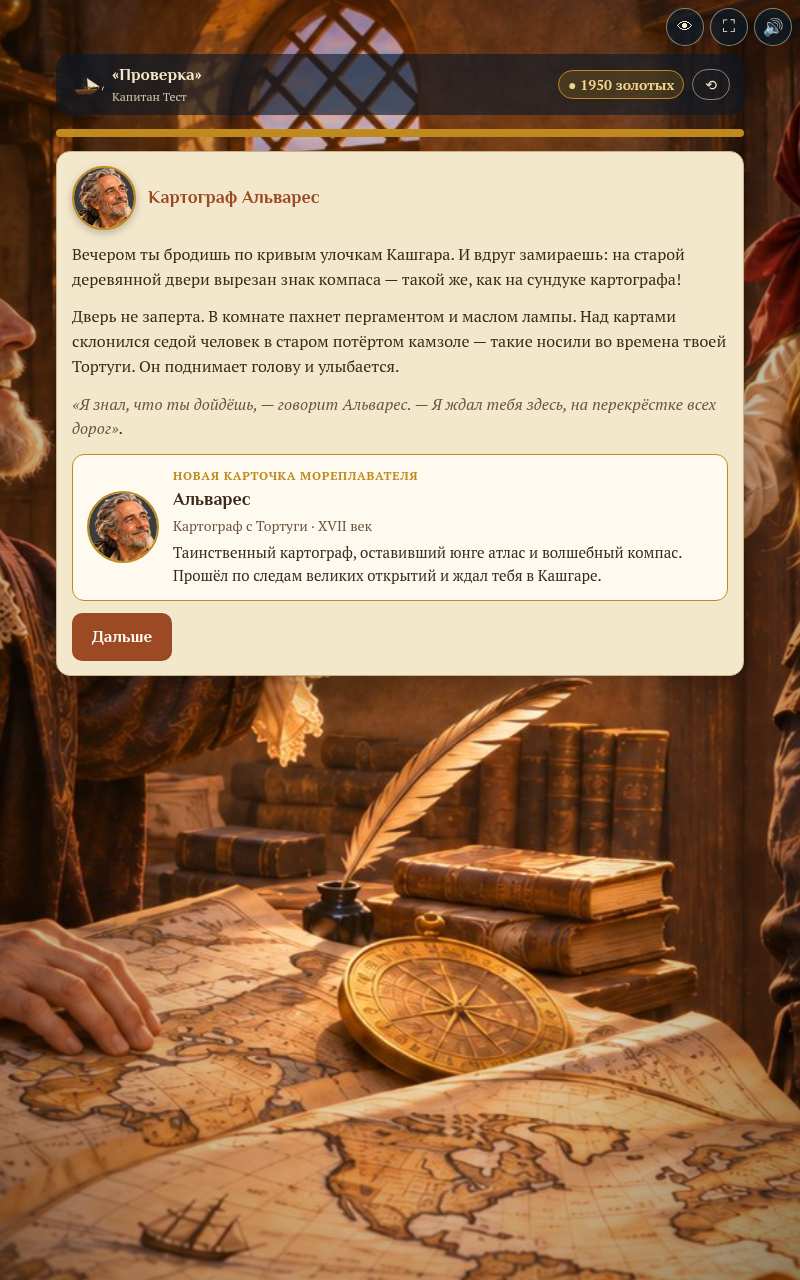 «Проверка»
Капитан Тест
● 1950 золотых
Картограф Альварес
Вечером ты бродишь по кривым улочкам Кашгара. И вдруг замираешь: на старой
деревянной двери вырезан знак компаса — такой же, как на сундуке картографа!
Дверь не заперта. В комнате пахнет пергаментом и маслом лампы. Над картами
склонился седой человек в старом потёртом камзоле — такие носили во времена твоей
Тортуги. Он поднимает голову и улыбается.
«Я знал, что ты дойдёшь, — говорит Альварес. — Я ждал тебя здесь, на перекрёстке всех
дорог».
НОВАЯ КАРТОЧКА МОРЕПЛАВАТЕЛЯ
Альварес
Картограф с Тортуги · XVII век
Таинственный картограф, оставивший юнге атлас и волшебный компас.
Прошёл по следам великих открытий и ждал тебя в Кашгаре.
Дальше